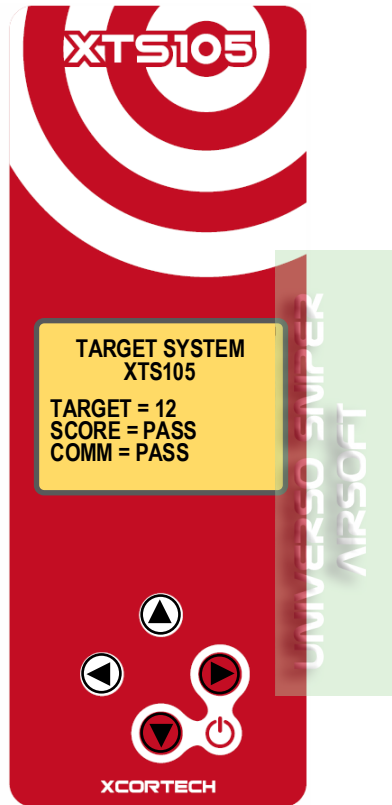 XTS105
TARGET SYSTEM
XTS105
TARGET = 12
SCORE = PASS
COMM = PASS
UNIVERSO SNIPER
AIRSOFT
XCORTECH